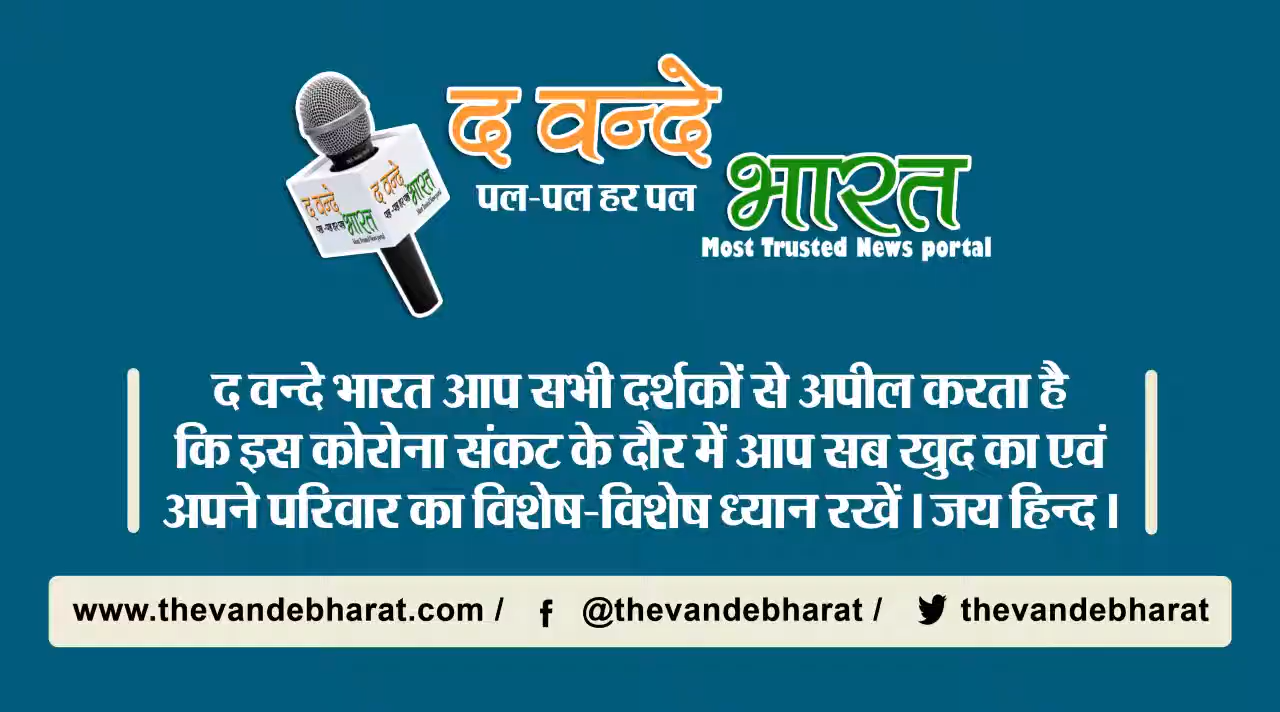 द वन्दे
भारत
पल-पल हर पल
Most Trusted News portal
द वन्दे भारत आप सभी दर्शकों से अपील करता है
कि इस कोरोना संकट के दौर में आप सब खुद का एवं
अपने परिवार का विशेष-विशेष ध्यान रखें । जय हिन्द ।
www.thevandebharat.com / f @thevandebharat / thevandebharat